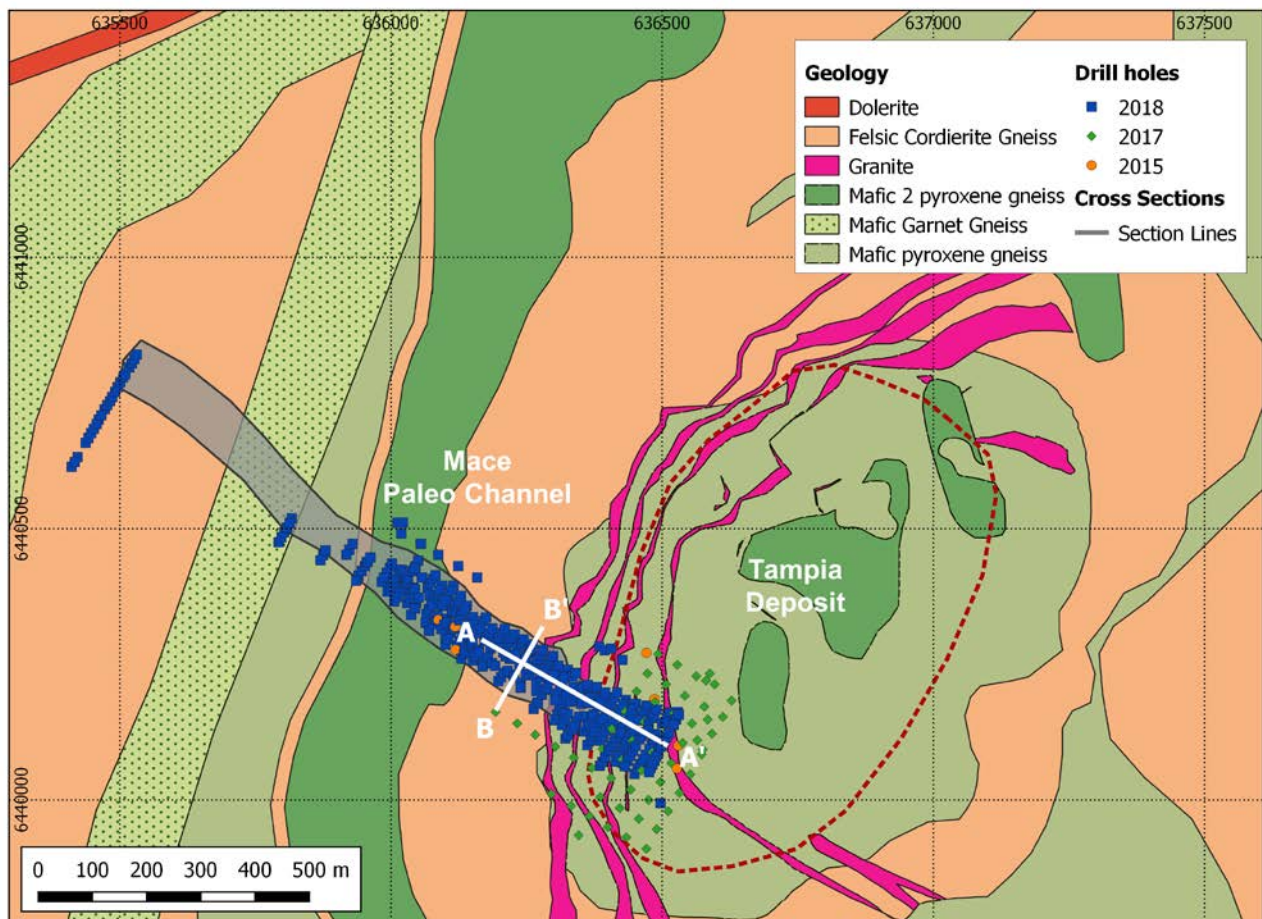 635500
636000
636500
637000
637500
Geology
Dolerite
Felsic Cordierite Gneiss
Granite
Mafic 2 pyroxene gneiss
Mafic Garnet Gneiss
Mafic pyroxene gneiss
Drill holes
2018
2017
2015
Cross Sections
Section Lines
6441000
6440500
6440000
Mace
Paleo Channel
Tampia
Deposit
A
B'
B
A'
0 100 200 300 400 500 m